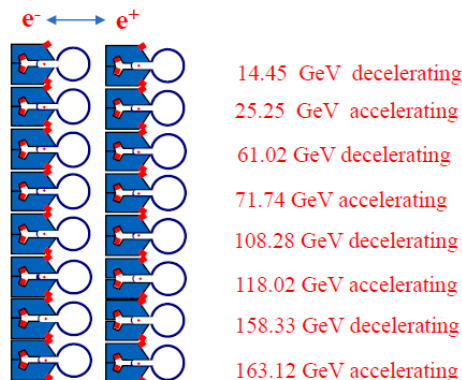 e- e+
14.45 GeV decelerating
25.25 GeV accelerating
61.02 GeV decelerating
71.74 GeV accelerating
108.28 GeV decelerating
118.02 GeV accelerating
158.33 GeV decelerating
163.12 GeV accelerating